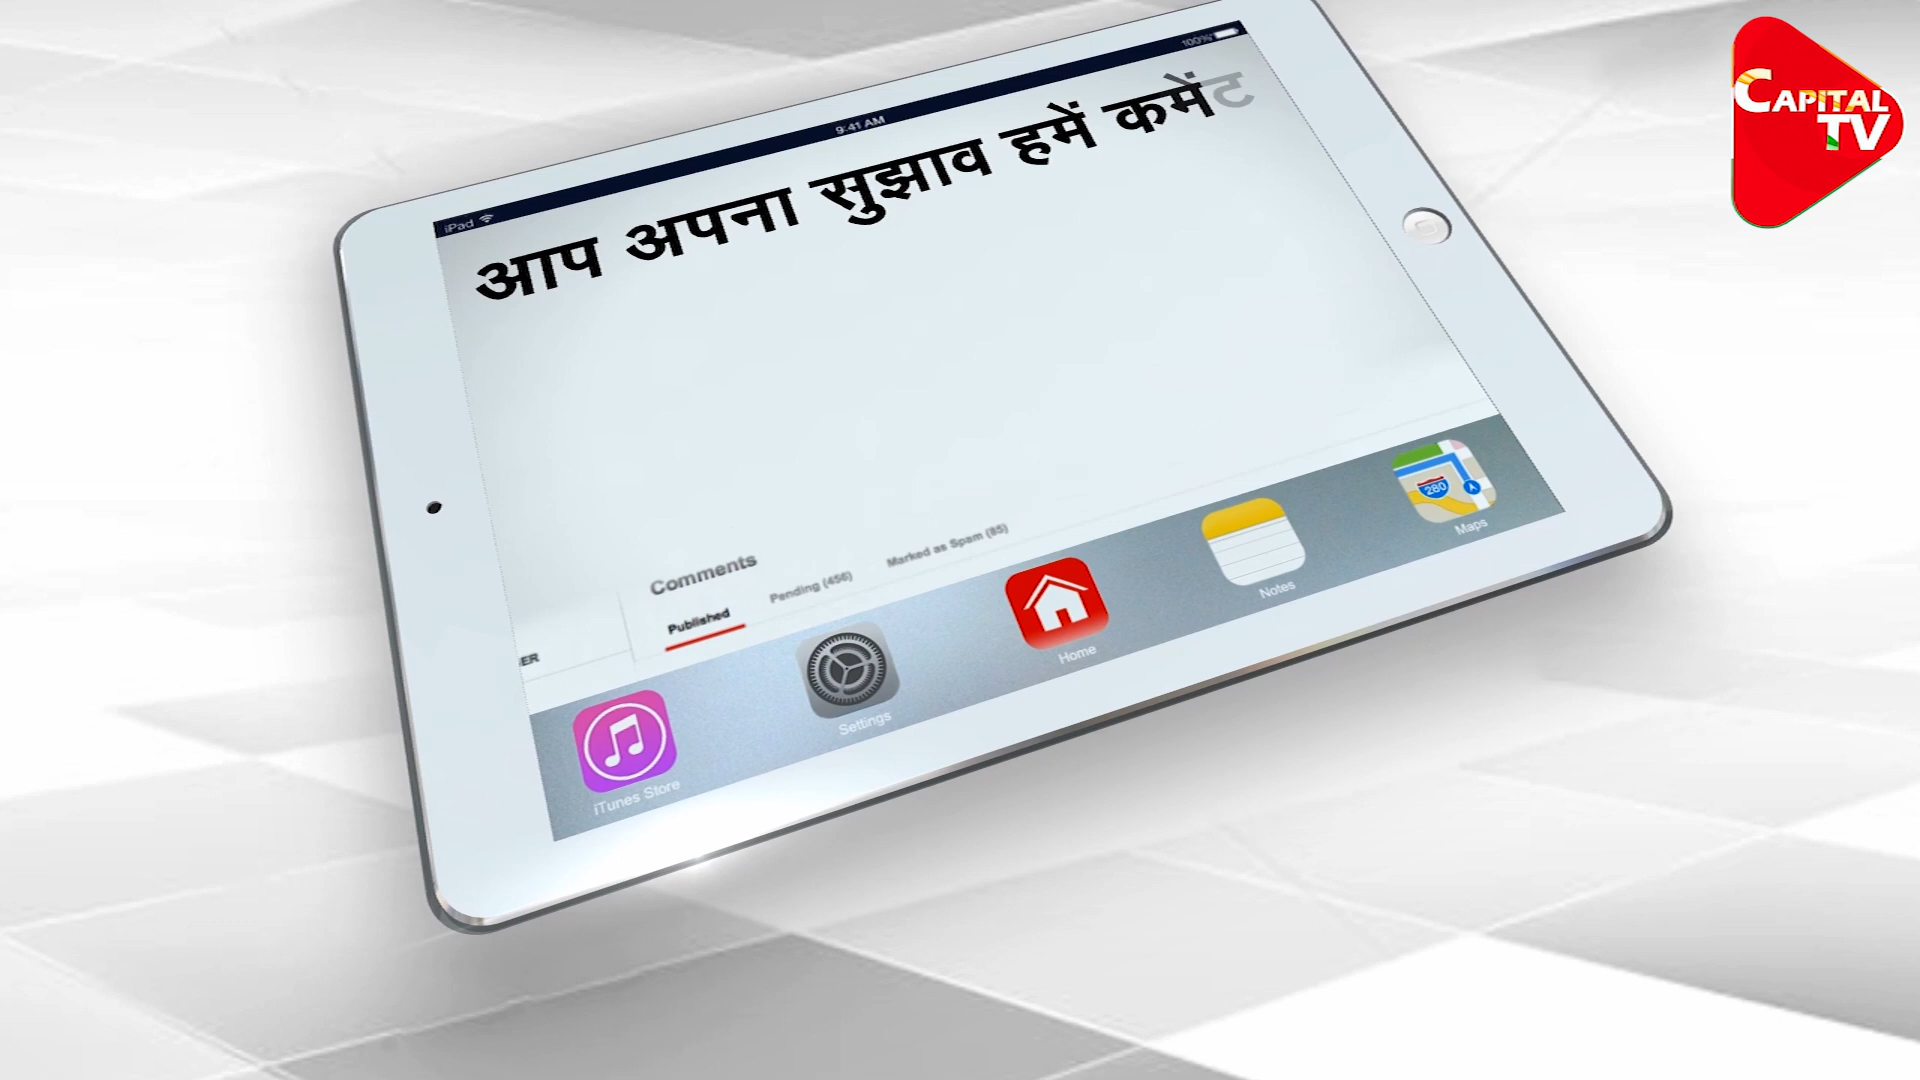 CAPITAL
TV
iPad
9:41 AM
100%
आप अपना सुझाव हमें कमेंट
Comments
Published
Pending (456)
Marked as Spam (85)
ER
280
iTunes Store
Settings
Home
Notes
Maps